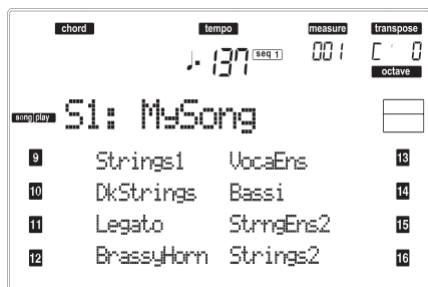 chord tempo measure transpose
♩. 137 seq 1 001 C 0
octave
song play S1: MySong
9 Strings1 VocaEns 13
10 DkStrings Bassi 14
11 Legato StrngEns2 15
12 BrassyHorn Strings2 16